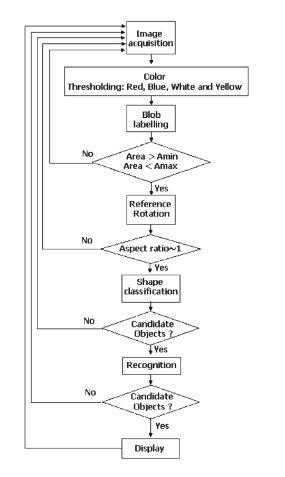 Image
acquisition
Color
Thresholding: Red, Blue, White and Yellow
Blob
labelling
No
Area > Amin
Area < Amax
Yes
Reference
Rotation
No
Aspect ratio~1
Yes
Shape
classification
No
Candidate
Objects ?
Yes
Recognition
No
Candidate
Objects ?
Yes
Display